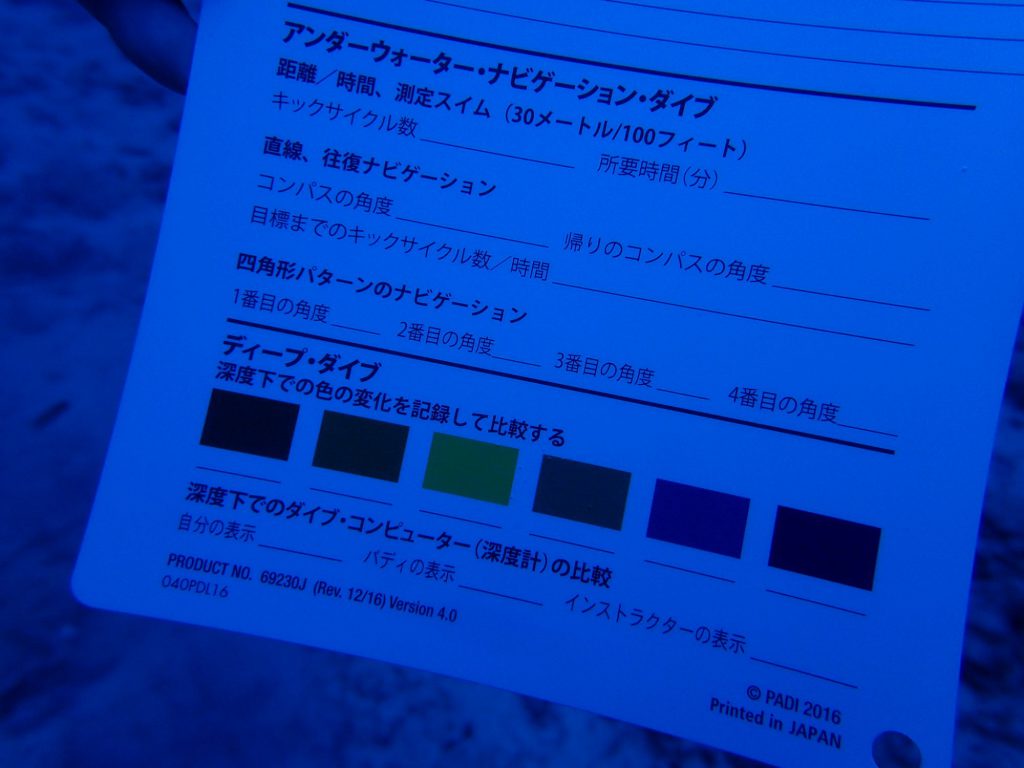 アンダーウォーター・ナビゲーション・ダイブ
距離／時間、測定スイム（30メートル/100フィート）
キックサイクル数 所要時間（分）
直線、往復ナビゲーション
コンパスの角度 帰りのコンパスの角度
目標までのキックサイクル数／時間
四角形パターンのナビゲーション
1番目の角度 2番目の角度 3番目の角度 4番目の角度
ディープ・ダイブ
深度下での色の変化を記録して比較する
深度下でのダイブ・コンピューター（深度計）の比較
自分の表示 バディの表示 インストラクターの表示
PRODUCT NO. 69230J (Rev. 12/16) Version 4.0
040PDL16
© PADI 2016
Printed in JAPAN